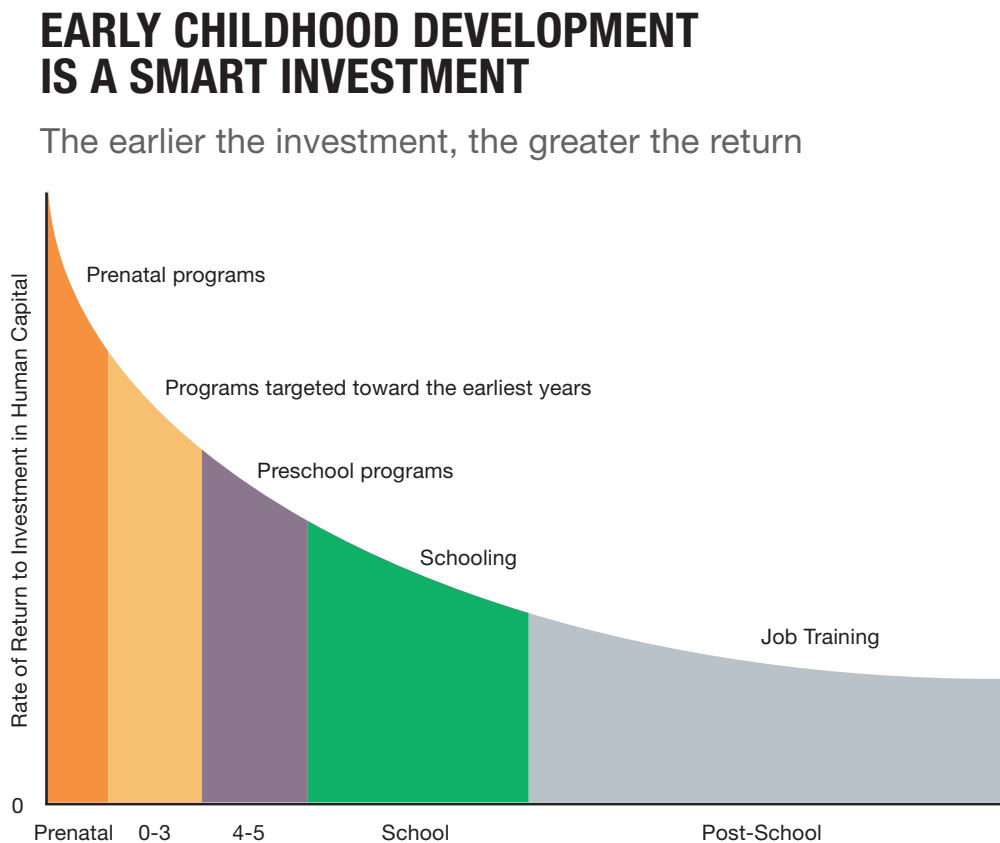 EARLY CHILDHOOD DEVELOPMENT
IS A SMART INVESTMENT
The earlier the investment, the greater the return
Rate of Return to Investment in Human Capital
Prenatal programs
Programs targeted toward the earliest years
Preschool programs
Schooling
Job Training
0
Prenatal
0-3
4-5
School
Post-School